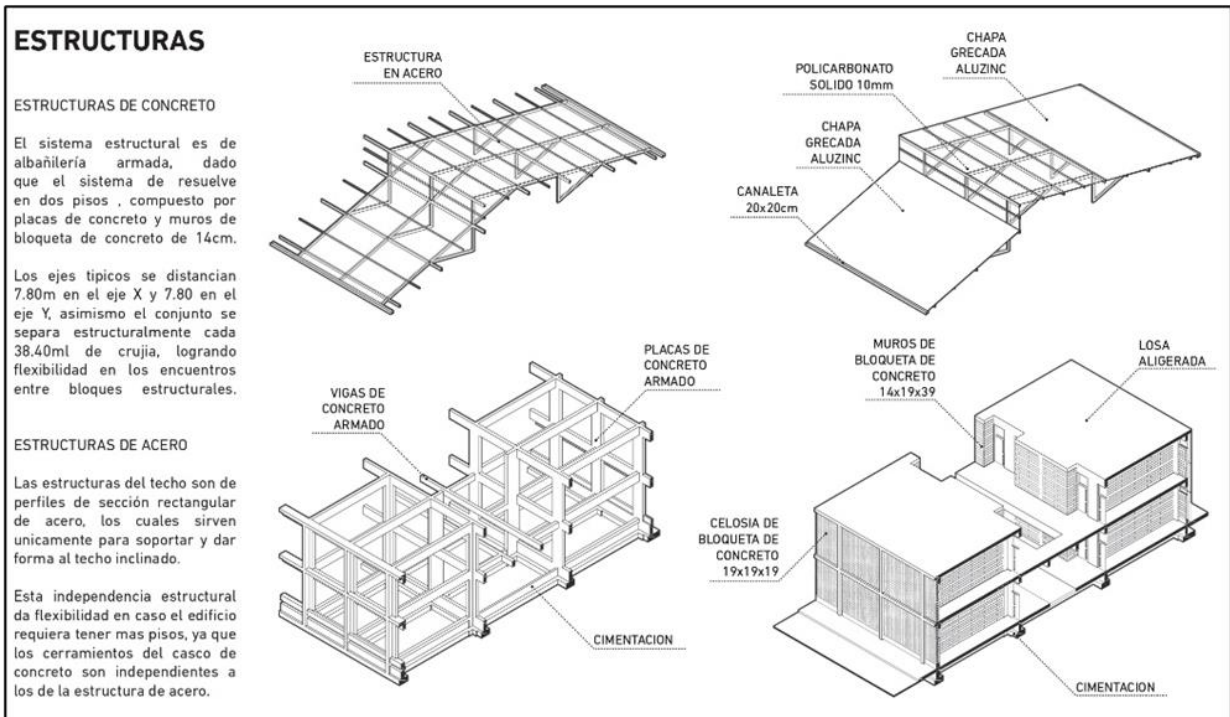 ESTRUCTURAS
ESTRUCTURAS DE CONCRETO
El sistema estructural es de
albañilería armada, dado
que el sistema de resuelve
en dos pisos , compuesto por
placas de concreto y muros de
bloqueta de concreto de 14cm.
Los ejes tipicos se distancian
7.80m en el eje X y 7.80 en el
eje Y, asimismo el conjunto se
separa estructuralmente cada
38.40ml de crujia, logrando
flexibilidad en los encuentros
entre bloques estructurales.
ESTRUCTURAS DE ACERO
Las estructuras del techo son de
perfiles de sección rectangular
de acero, los cuales sirven
unicamente para soportar y dar
forma al techo inclinado.
Esta independencia estructural
da flexibilidad en caso el edificio
requiera tener mas pisos, ya que
los cerramientos del casco de
concreto son independientes a
los de la estructura de acero.
ESTRUCTURA
EN ACERO
CHAPA
GRECADA
ALUZINC
POLICARBONATO
SOLIDO 10mm
CHAPA
GRECADA
ALUZINC
CANALETA
20x20cm
PLACAS DE
CONCRETO
ARMADO
VIGAS DE
CONCRETO
ARMADO
CIMENTACION
MUROS DE
BLOQUETA DE
CONCRETO
14x19x39
LOSA
ALIGERADA
CELOSIA DE
BLOQUETA DE
CONCRETO
19x19x19
CIMENTACION